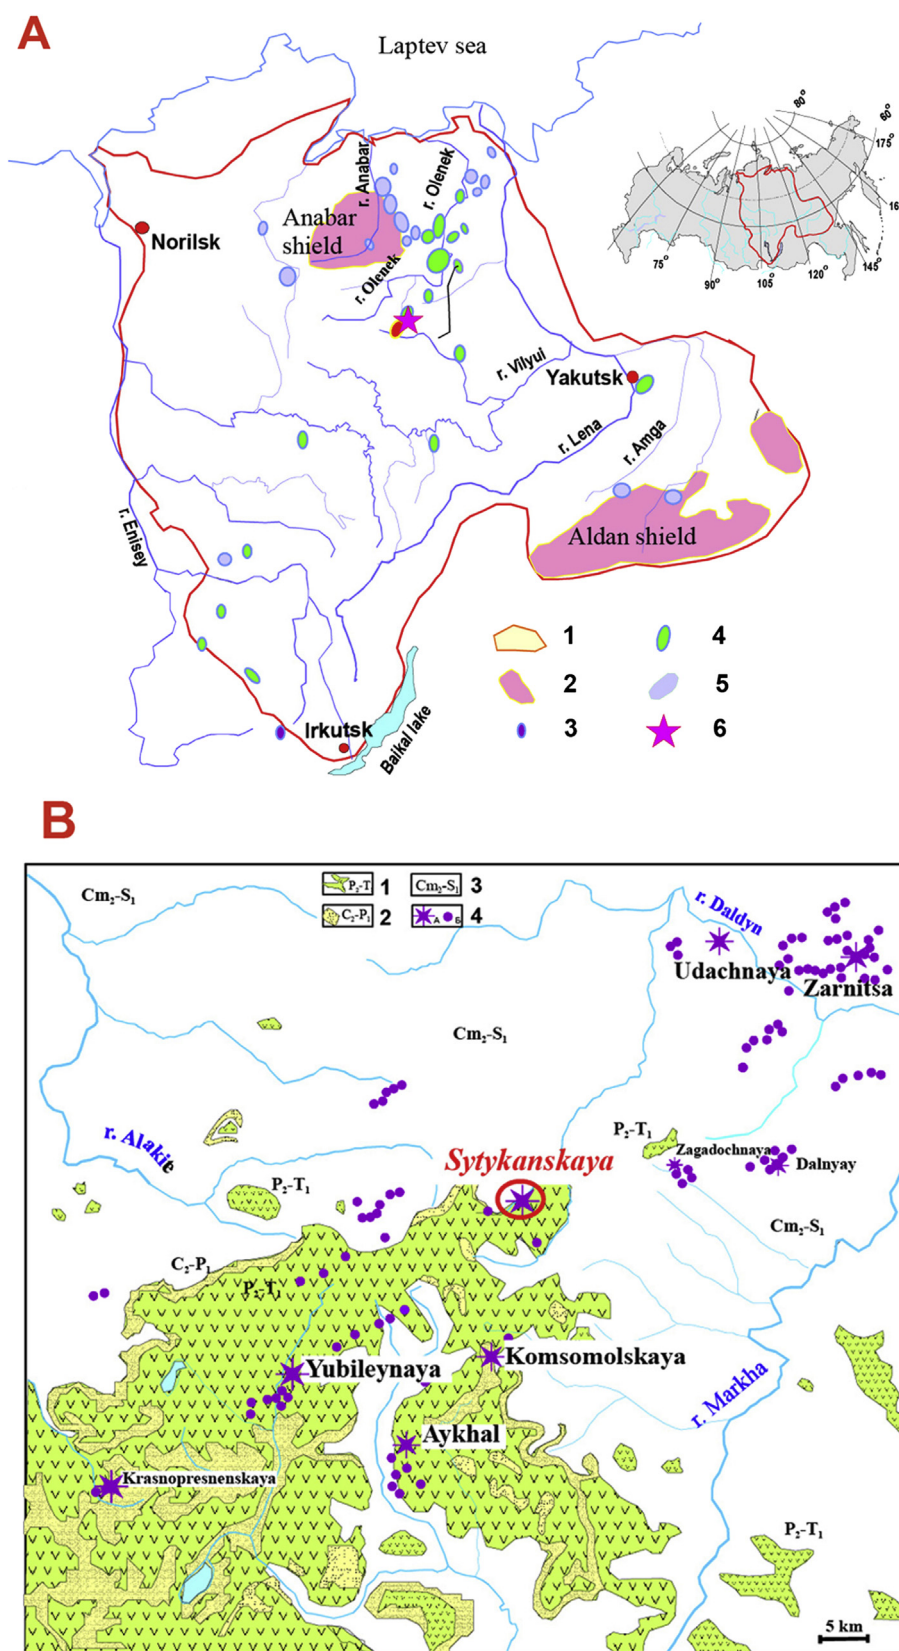 A
Laptev sea
80°
60°
175°
16
145°
120°
105°
90°
75°
r. Anabar
r. Olenek
Anabar
shield
Norilsk
r. Olenek
r. Vilyui
Yakutsk
r. Lena
r. Amga
r. Enisey
Aldan shield
1
4
2
5
3
6
Irkutsk
Baikal lake
B
Cm₂-S₁
P₂-T 1
Cm₂-S₁ 3
C₂-P₁ 2
А Б 4
r. Daldyn
Udachnaya
Zarnitsa
Cm₂-S₁
r. Alakite
P₂-T₁
Zagadochnaya
Dalnyay
Sytykanskaya
P₂-T₁
Cm₂-S₁
C₂-P₁
P₂-T₁
Yubileynaya
Komsomolskaya
r. Markha
Aykhal
Krasnopresnenskaya
P₂-T₁
5 km